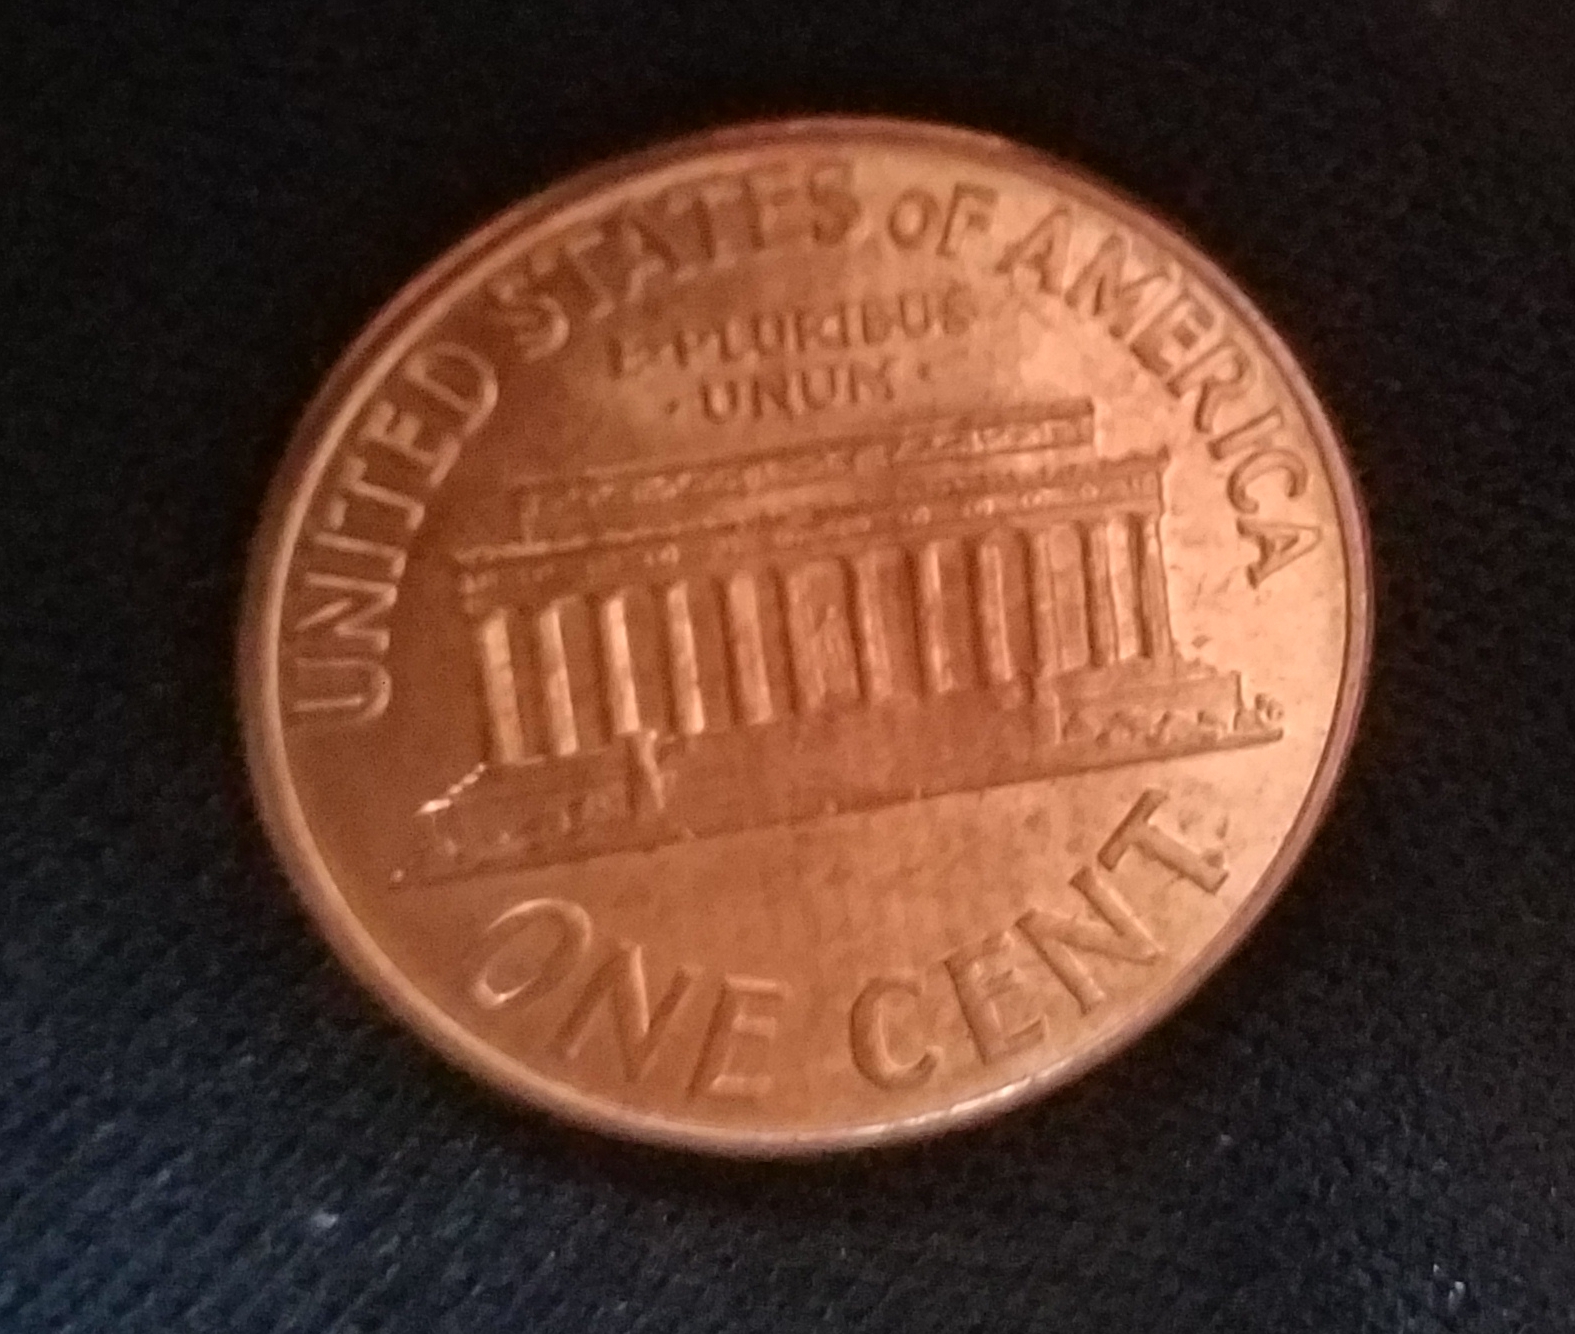 UNITED STATES OF AMERICA
E·PLURIBUS
·UNUM·
ONE CENT